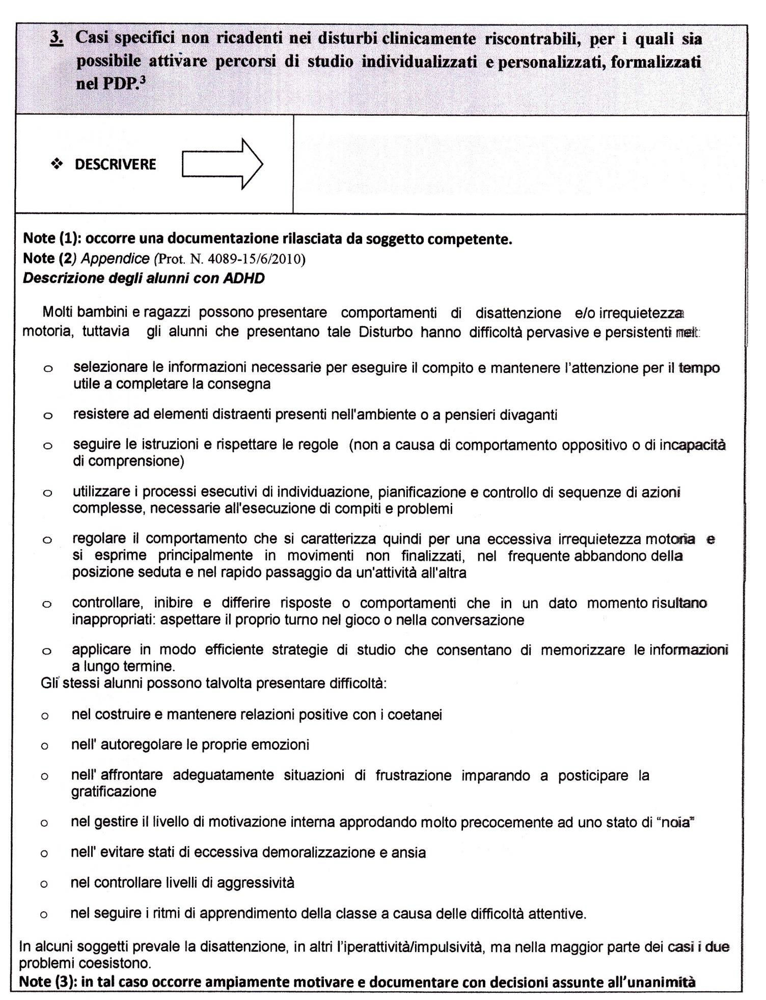 3. Casi specifici non ricadenti nei disturbi clinicamente riscontrabili, per i quali sia
possibile attivare percorsi di studio individualizzati e personalizzati, formalizzati
nel PDP.³
❖ DESCRIVERE
Note (1): occorre una documentazione rilasciata da soggetto competente.
Note (2) Appendice (Prot. N. 4089-15/6/2010)
Descrizione degli alunni con ADHD
Molti bambini e ragazzi possono presentare comportamenti di disattenzione e/o irrequietezza
motoria, tuttavia gli alunni che presentano tale Disturbo hanno difficoltà pervasive e persistenti
o selezionare le informazioni necessarie per eseguire il compito e mantenere l'attenzione per il tempo
utile a completare la consegna
o resistere ad elementi distraenti presenti nell'ambiente o a pensieri divaganti
o seguire le istruzioni e rispettare le regole (non a causa di comportamento oppositivo o di incapacità
di comprensione)
o utilizzare i processi esecutivi di individuazione, pianificazione e controllo di sequenze di azioni
complesse, necessarie all'esecuzione di compiti e problemi
o regolare il comportamento che si caratterizza quindi per una eccessiva irrequietezza motoria e
si esprime principalmente in movimenti non finalizzati, nel frequente abbandono della
posizione seduta e nel rapido passaggio da un'attività all'altra
o controllare, inibire e differire risposte o comportamenti che in un dato momento risultano
inappropriati: aspettare il proprio turno nel gioco o nella conversazione
o applicare in modo efficiente strategie di studio che consentano di memorizzare le informazioni
a lungo termine.
Gli stessi alunni possono talvolta presentare difficoltà:
o nel costruire e mantenere relazioni positive con i coetanei
o nell' autoregolare le proprie emozioni
o nell' affrontare adeguatamente situazioni di frustrazione imparando a posticipare la
gratificazione
o nel gestire il livello di motivazione interna approdando molto precocemente ad uno stato di “noia”
o nell' evitare stati di eccessiva demoralizzazione e ansia
o nel controllare livelli di aggressività
o nel seguire i ritmi di apprendimento della classe a causa delle difficoltà attentive.
In alcuni soggetti prevale la disattenzione, in altri l'iperattività/impulsività, ma nella maggior parte dei casi i due
problemi coesistono.
Note (3): in tal caso occorre ampiamente motivare e documentare con decisioni assunte all'unanimità